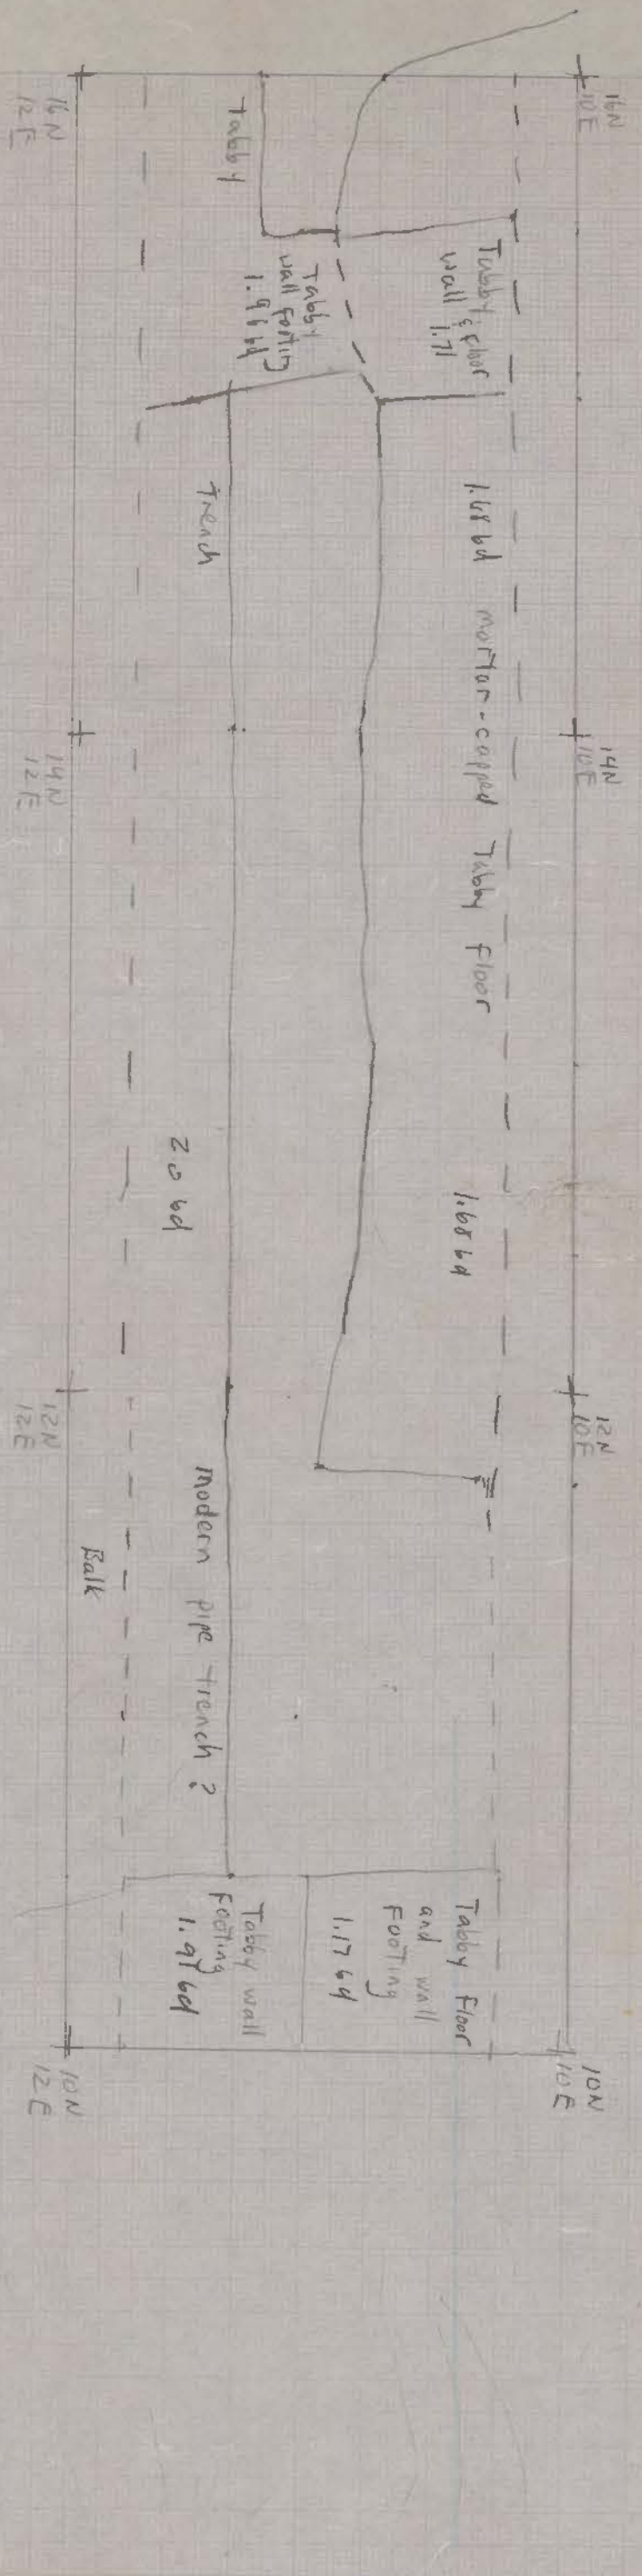 16N
10E
14N
10E
12N
10E
10N
10E
Tabby floor
wall &
1.71
1.68 bd mortar-capped Tabby Floor
1.68 bd
Tabby floor
and wall
Footing
1.17 bd
Tabby
Tabby
wall footing
1.96 bd
Trench
2.0 bd
Modern pipe trench?
Tabby wall
Footing
1.97 bd
Balk
16N
12E
14N
12E
12N
12E
10N
12E